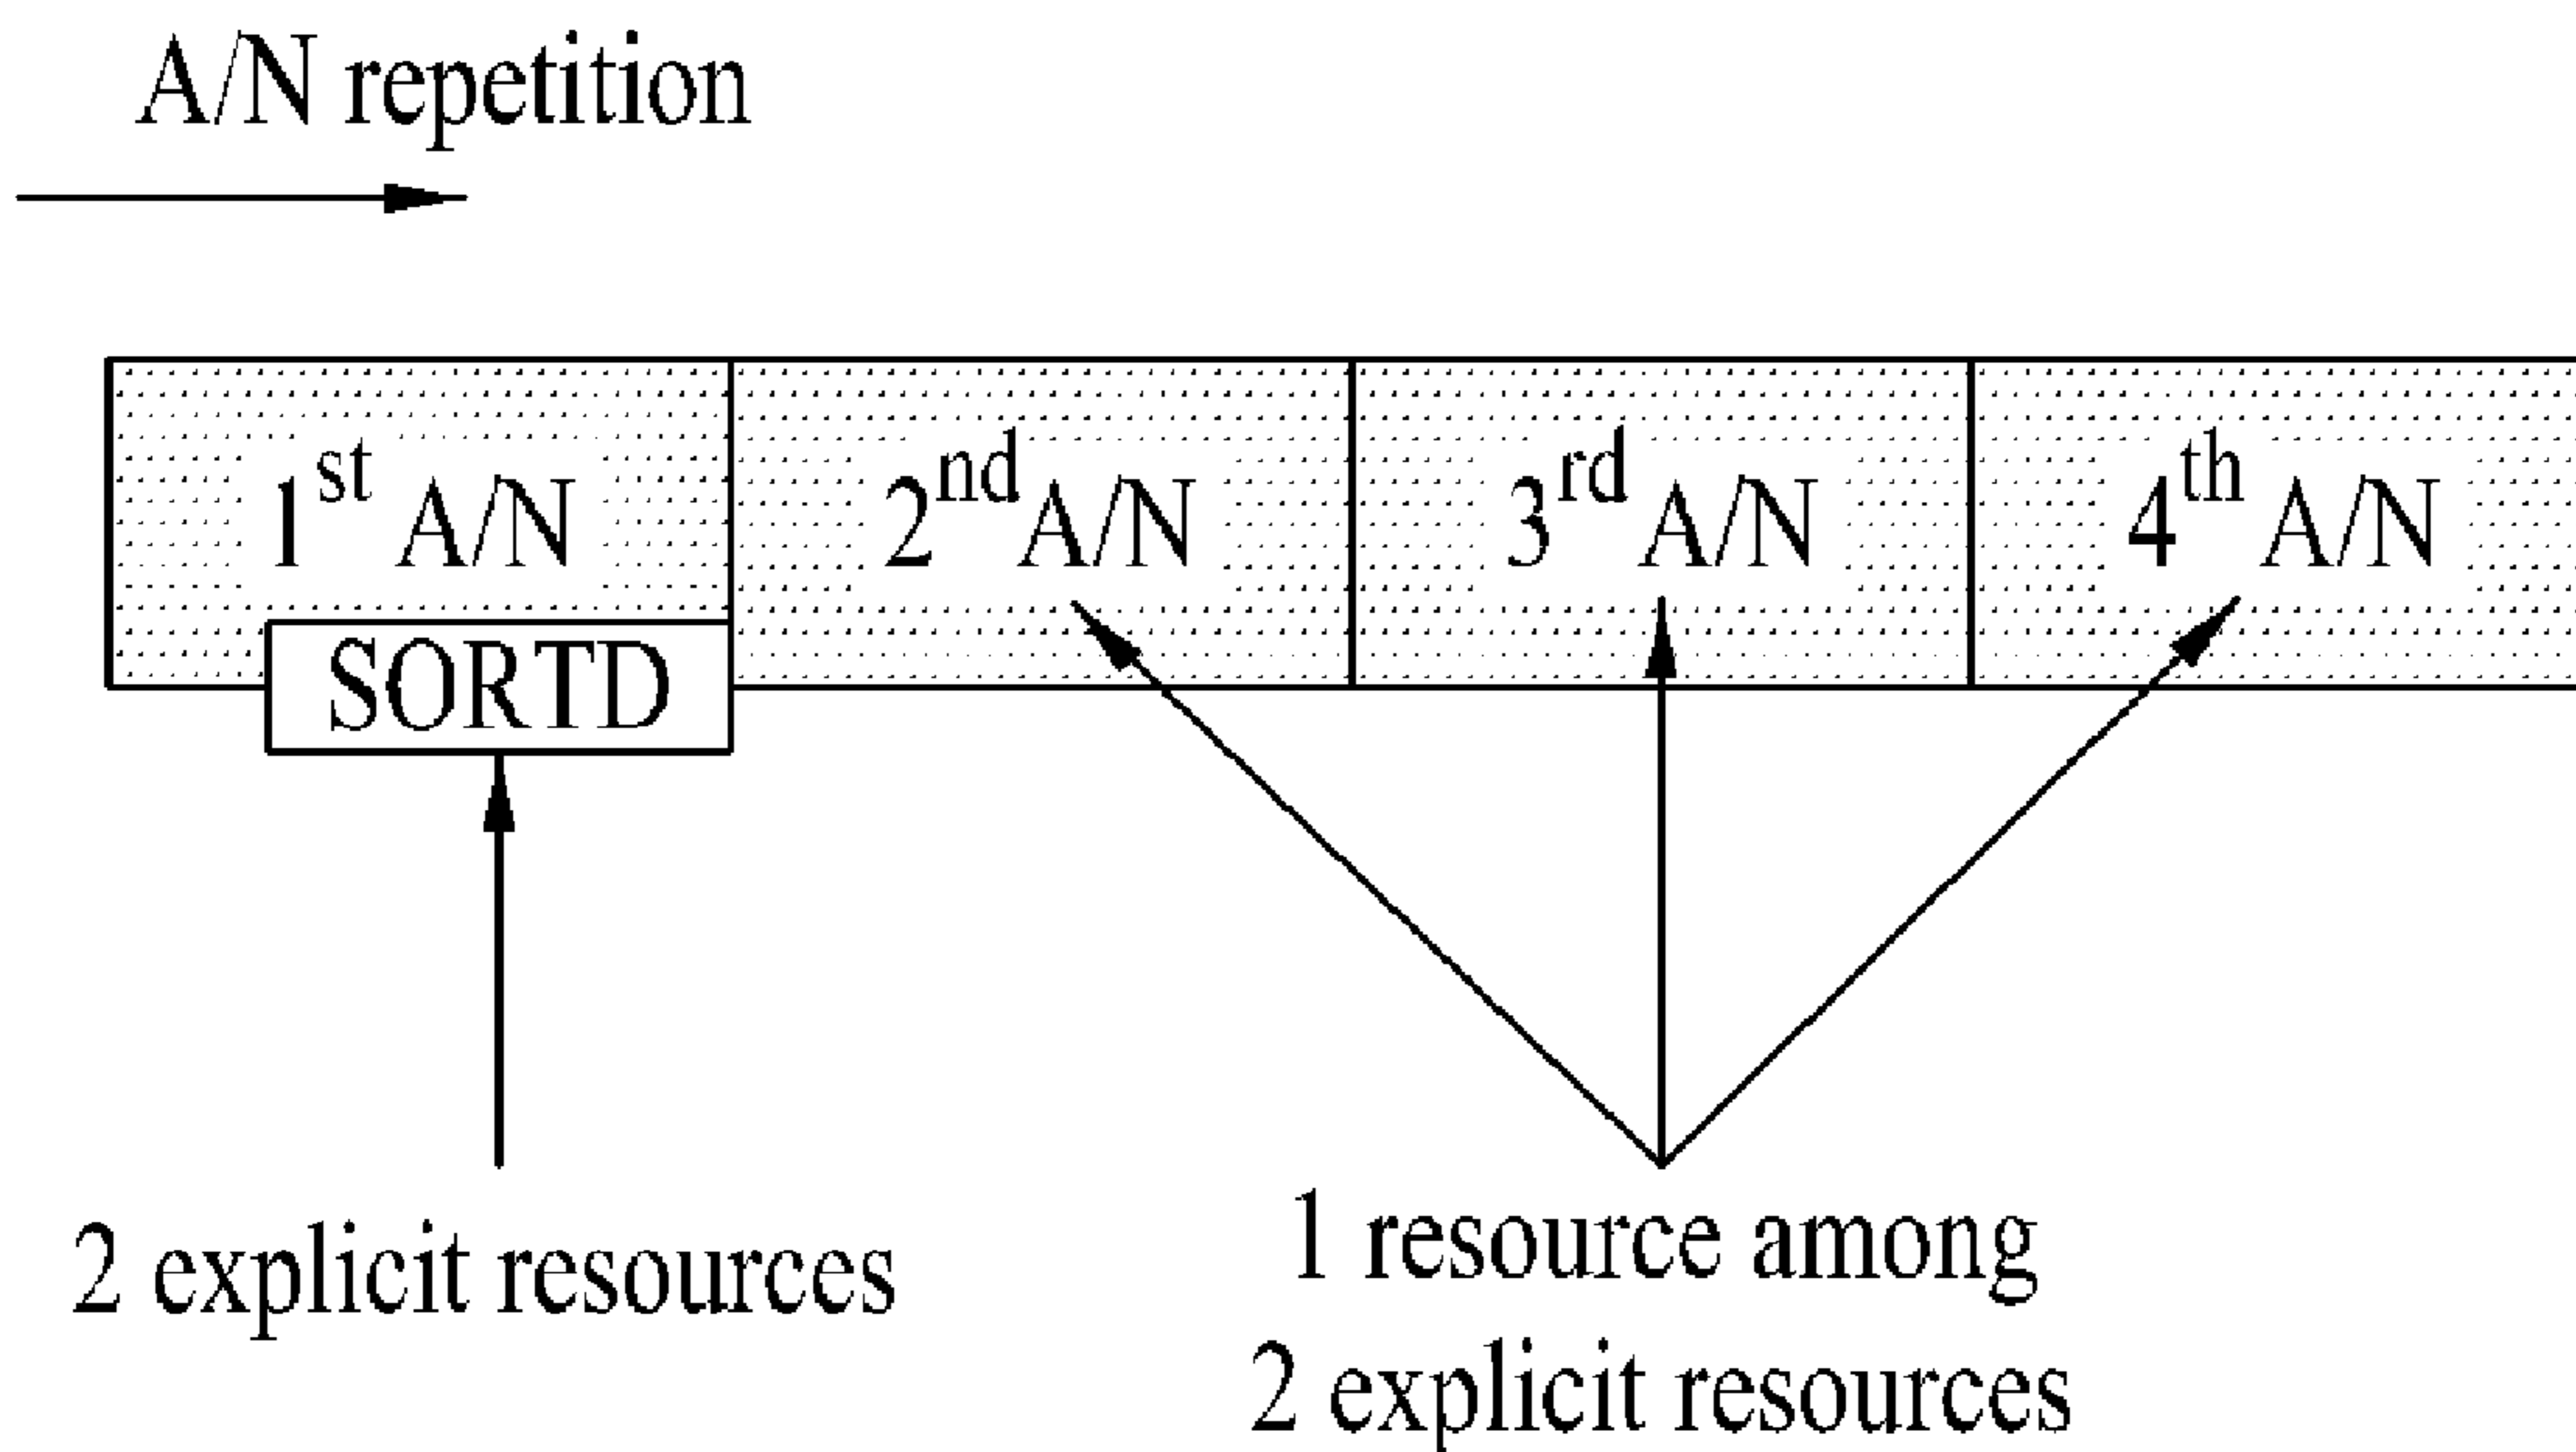 A/N repetition
1st A/N
2nd A/N
3rd A/N
4th A/N
SORTD
2 explicit resources
1 resource among
2 explicit resources